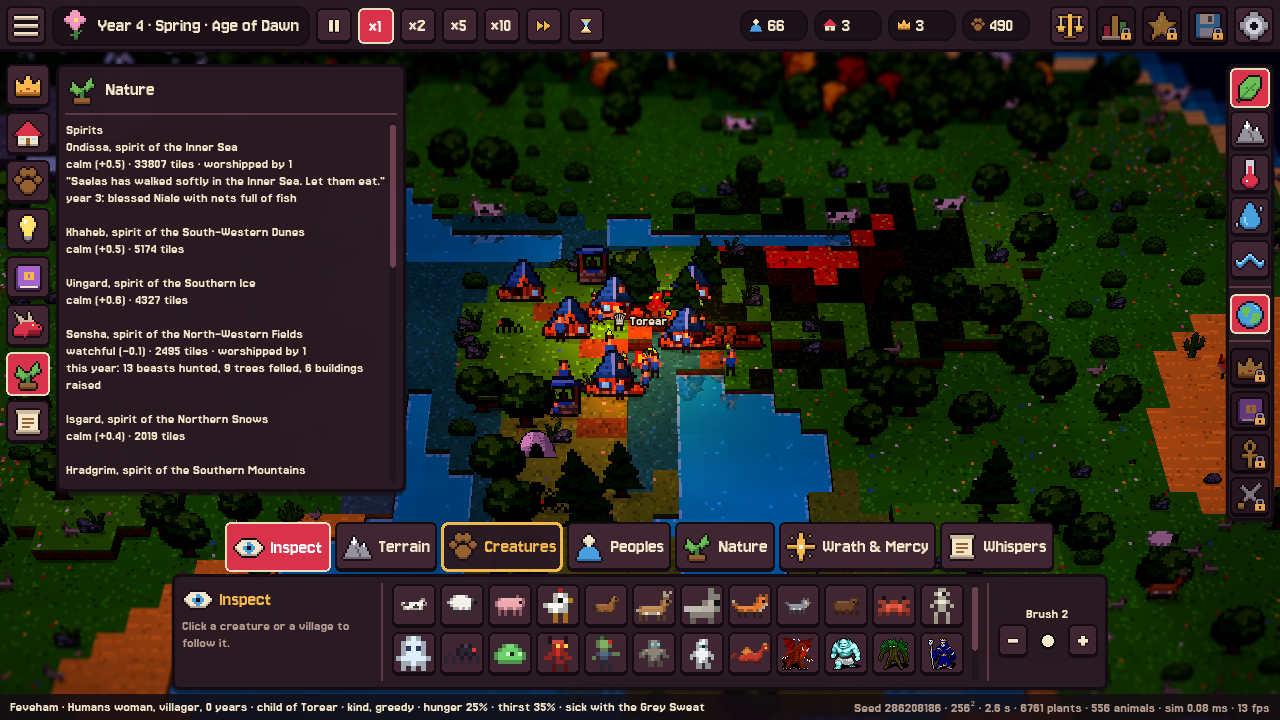 Year 4 · Spring · Age of Dawn
x1
x2
x5
x10
66
3
3
490
Nature
Spirits
Ondissa, spirit of the Inner Sea
calm (+0.5) · 33807 tiles · worshipped by 1
"Saelas has walked softly in the Inner Sea. Let them eat."
year 3: blessed Niale with nets full of fish
Khaheb, spirit of the South-Western Dunes
calm (+0.5) · 5174 tiles
Vingard, spirit of the Southern Ice
calm (+0.6) · 4327 tiles
Sensha, spirit of the North-Western Fields
watchful (-0.1) · 2495 tiles · worshipped by 1
this year: 13 beasts hunted, 9 trees felled, 6 buildings
raised
Isgard, spirit of the Northern Snows
calm (+0.4) · 2019 tiles
Hradgrim, spirit of the Southern Mountains
Torear
Inspect
Terrain
Creatures
Peoples
Nature
Wrath & Mercy
Whispers
Inspect
Click a creature or a village to
follow it.
Brush 2
Feveham · Humans woman, villager, 0 years · child of Torear · kind, greedy · hunger 25% · thirst 35% · sick with the Grey Sweat
Seed 286208186 · 256² · 2.6 s · 6761 plants · 556 animals · sim 0.08 ms · 13 fps